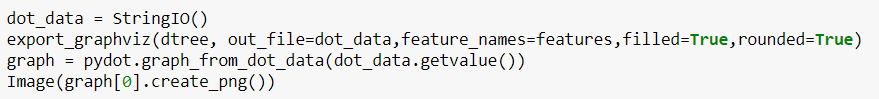 dot_data = StringIO()
export_graphviz(dtree, out_file=dot_data,feature_names=features,filled=True,rounded=True)
graph = pydot.graph_from_dot_data(dot_data.getvalue())
Image(graph[0].create_png())